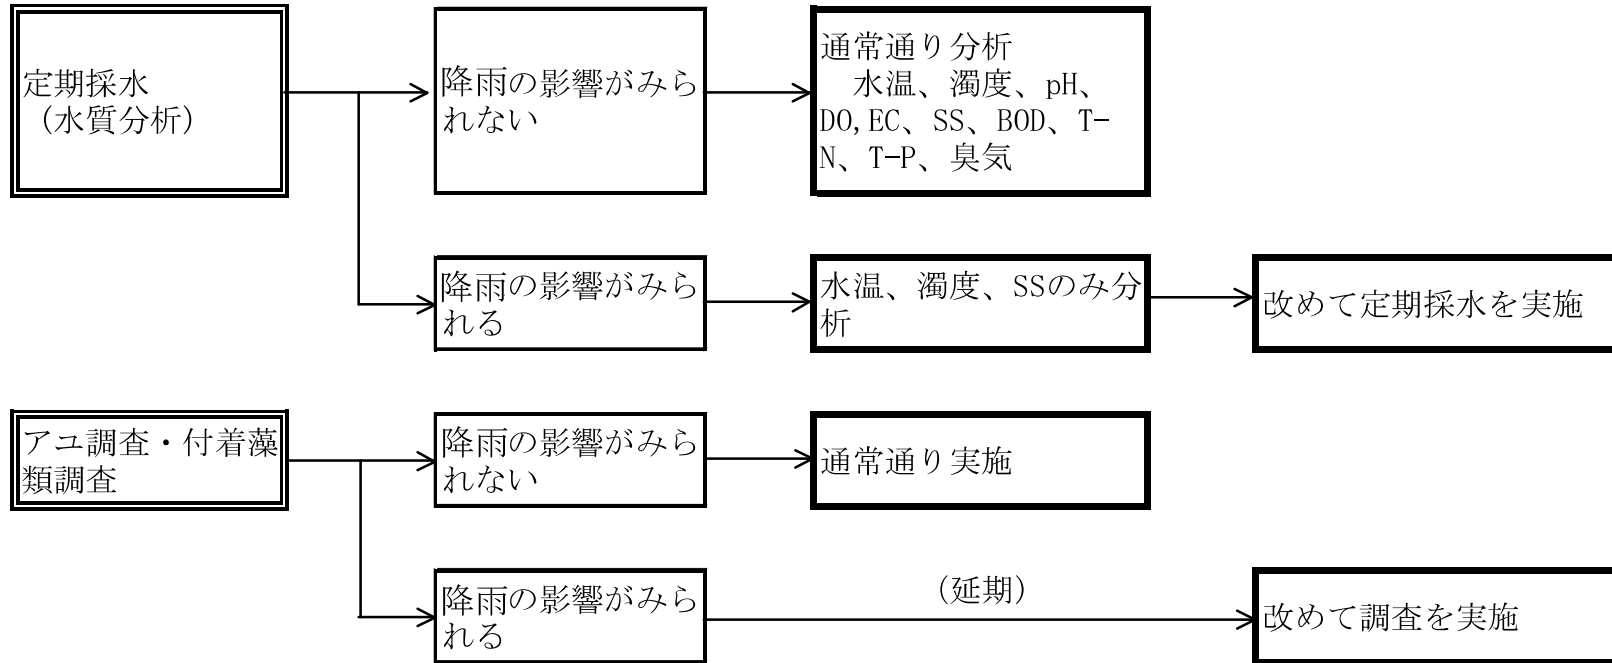 定期採水
(水質分析)
降雨の影響がみら
れない
通常通り分析
水温、濁度、pH、
DO,EC、SS、BOD、T-
N、T-P、臭気
降雨の影響がみら
れる
水温、濁度、SSのみ分
析
改めて定期採水を実施
アユ調査・付着藻
類調査
降雨の影響がみら
れない
通常通り実施
降雨の影響がみら
れる
(延期)
改めて調査を実施